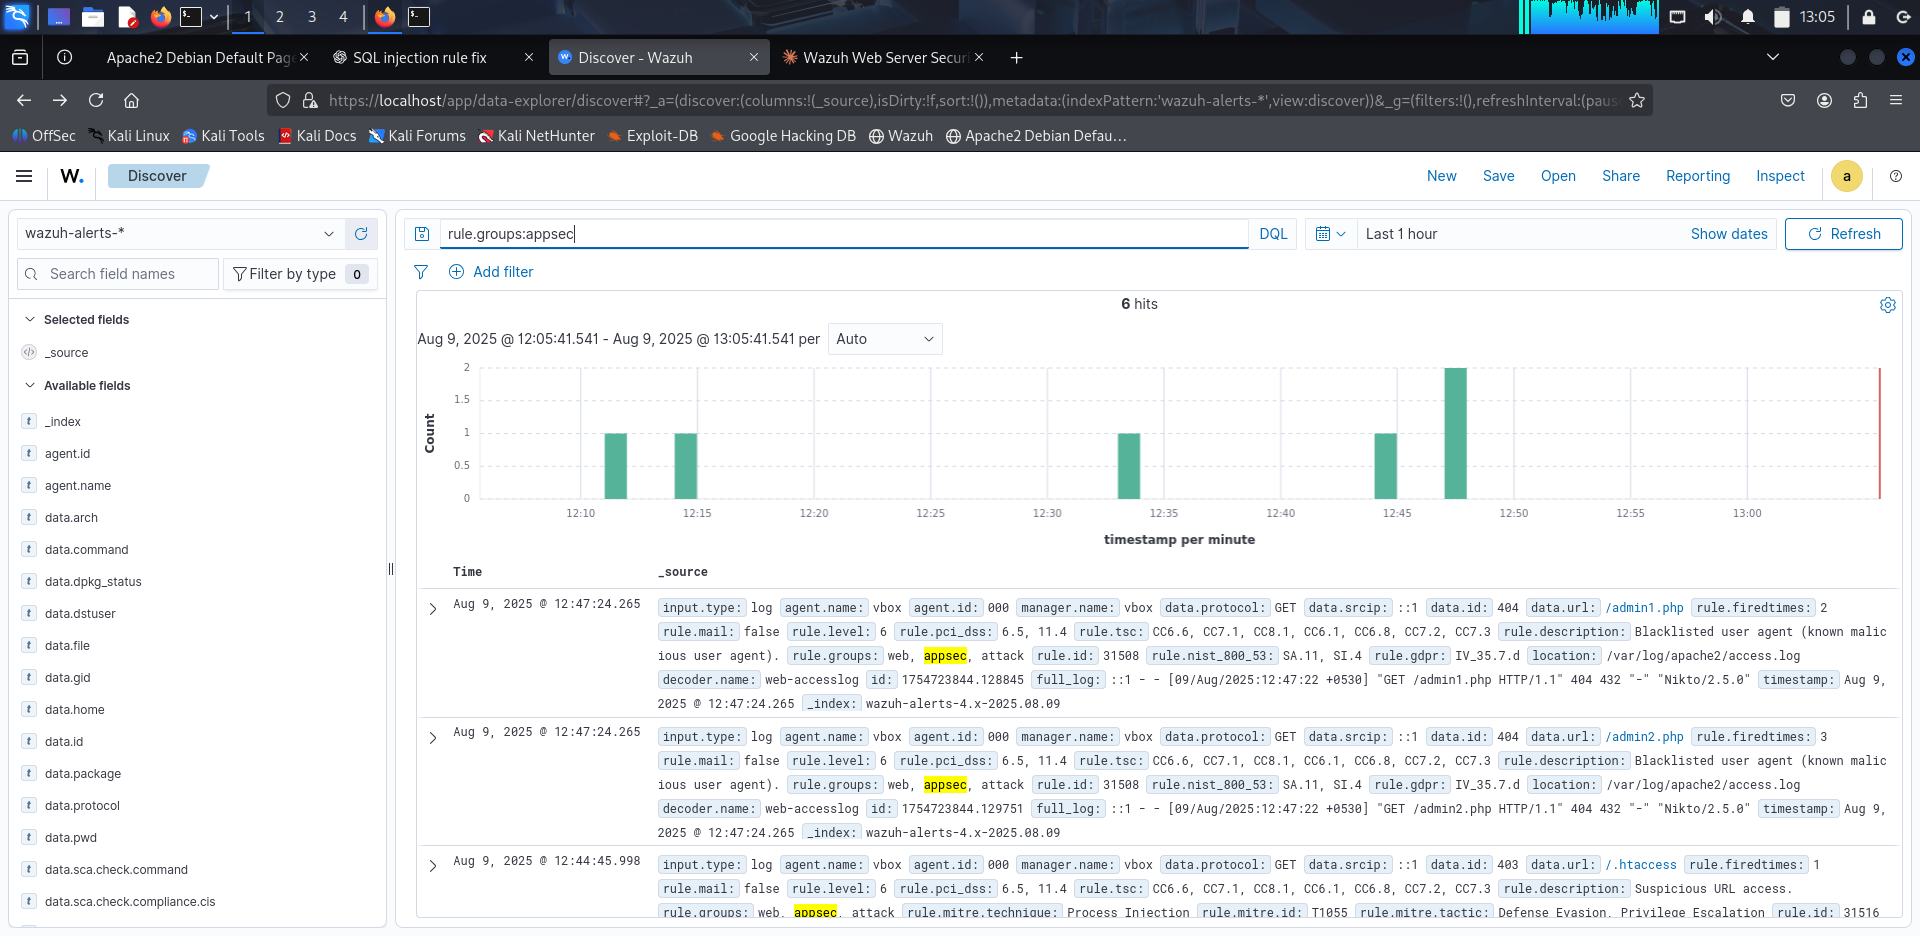 1 2 3 4 13:05
Apache2 Debian Default Page SQL injection rule fix Discover - Wazuh Wazuh Web Server Securi
https://localhost/app/data-explorer/discover#?_a=(discover:(columns:!(_source),isDirty:!f,sort:!()),metadata:(indexPattern:'wazuh-alerts-*',view:discover))&_g=(filters:!(),refreshInterval:(paus
OffSec Kali Linux Kali Tools Kali Docs Kali Forums Kali NetHunter Exploit-DB Google Hacking DB Wazuh Apache2 Debian Defau…
W. Discover New Save Open Share Reporting Inspect a
wazuh-alerts-* rule.groups:appsec DQL Last 1 hour Show dates Refresh
Search field names Filter by type 0 Add filter
6 hits
Selected fields
Aug 9, 2025 @ 12:05:41.541 - Aug 9, 2025 @ 13:05:41.541 per Auto
_source
Available fields
_index
agent.id
agent.name
data.arch
data.command
data.dpkg_status
data.dstuser
data.file
data.gid
data.home
data.id
data.package
data.protocol
data.pwd
data.sca.check.command
data.sca.check.compliance.cis
2
1.5
1
0.5
0
Count
12:10 12:15 12:20 12:25 12:30 12:35 12:40 12:45 12:50 12:55 13:00
timestamp per minute
Time _source
Aug 9, 2025 @ 12:47:24.265 input.type: log agent.name: vbox agent.id: 000 manager.name: vbox data.protocol: GET data.srcip: ::1 data.id: 404 data.url: /admin1.php rule.firedtimes: 2
rule.mail: false rule.level: 6 rule.pci_dss: 6.5, 11.4 rule.tsc: CC6.6, CC7.1, CC8.1, CC6.1, CC6.8, CC7.2, CC7.3 rule.description: Blacklisted user agent (known malic
ious user agent). rule.groups: web, appsec, attack rule.id: 31508 rule.nist_800_53: SA.11, SI.4 rule.gdpr: IV_35.7.d location: /var/log/apache2/access.log
decoder.name: web-accesslog id: 1754723844.128845 full_log: ::1 - - [09/Aug/2025:12:47:22 +0530] "GET /admin1.php HTTP/1.1" 404 432 "-" "Nikto/2.5.0" timestamp: Aug 9,
2025 @ 12:47:24.265 _index: wazuh-alerts-4.x-2025.08.09
Aug 9, 2025 @ 12:47:24.265 input.type: log agent.name: vbox agent.id: 000 manager.name: vbox data.protocol: GET data.srcip: ::1 data.id: 404 data.url: /admin2.php rule.firedtimes: 3
rule.mail: false rule.level: 6 rule.pci_dss: 6.5, 11.4 rule.tsc: CC6.6, CC7.1, CC8.1, CC6.1, CC6.8, CC7.2, CC7.3 rule.description: Blacklisted user agent (known malic
ious user agent). rule.groups: web, appsec, attack rule.id: 31508 rule.nist_800_53: SA.11, SI.4 rule.gdpr: IV_35.7.d location: /var/log/apache2/access.log
decoder.name: web-accesslog id: 1754723844.129751 full_log: ::1 - - [09/Aug/2025:12:47:22 +0530] "GET /admin2.php HTTP/1.1" 404 432 "-" "Nikto/2.5.0" timestamp: Aug 9,
2025 @ 12:47:24.265 _index: wazuh-alerts-4.x-2025.08.09
Aug 9, 2025 @ 12:44:45.998 input.type: log agent.name: vbox agent.id: 000 manager.name: vbox data.protocol: GET data.srcip: ::1 data.id: 403 data.url: /.htaccess rule.firedtimes: 1
rule.mail: false rule.level: 6 rule.pci_dss: 6.5, 11.4 rule.tsc: CC6.6, CC7.1, CC8.1, CC6.1, CC6.8, CC7.2, CC7.3 rule.description: Suspicious URL access.
rule.groups: web, appsec, attack rule.mitre.technique: Process Injection rule.mitre.id: T1055 rule.mitre.tactic: Defense Evasion, Privilege Escalation rule.id: 31516